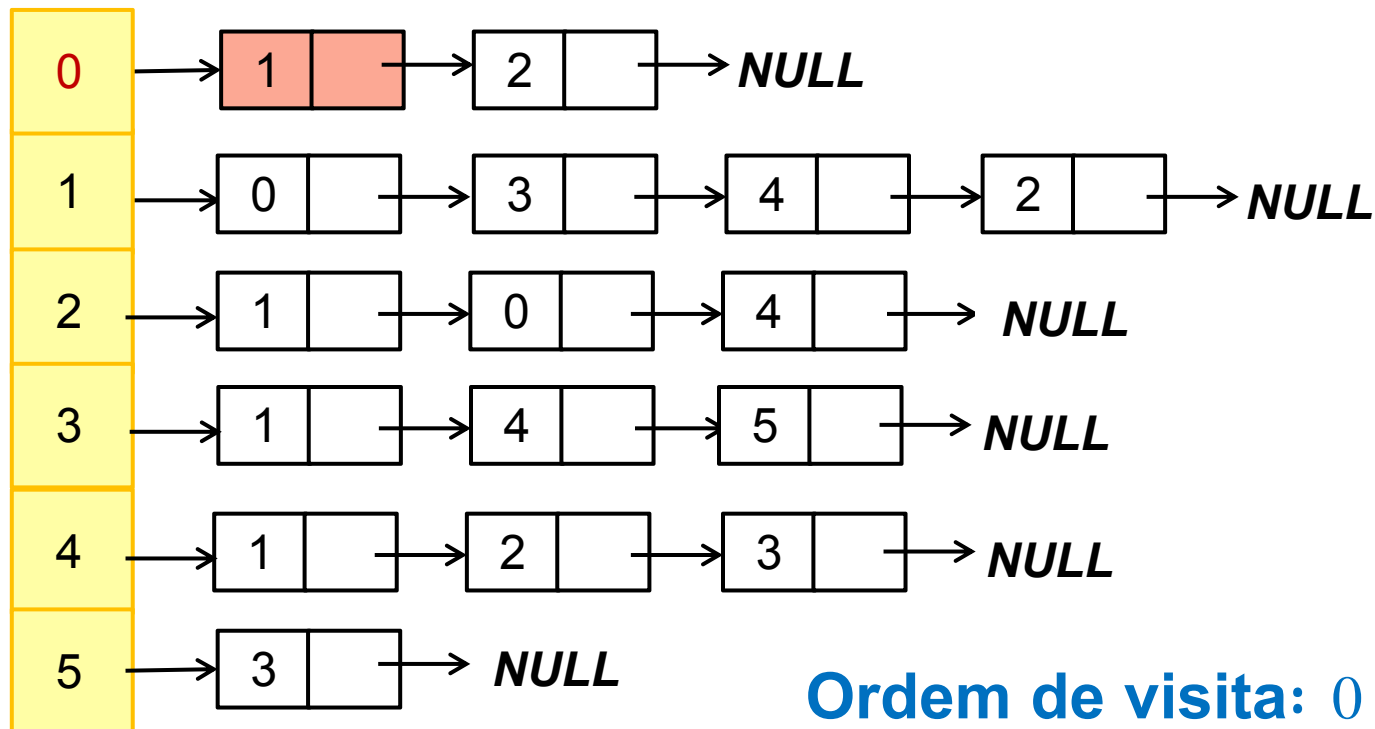 0 1 2 NULL
1 0 3 4 2 NULL
2 1 0 4 NULL
3 1 4 5 NULL
4 1 2 3 NULL
5 3 NULL
Ordem de visita: 0